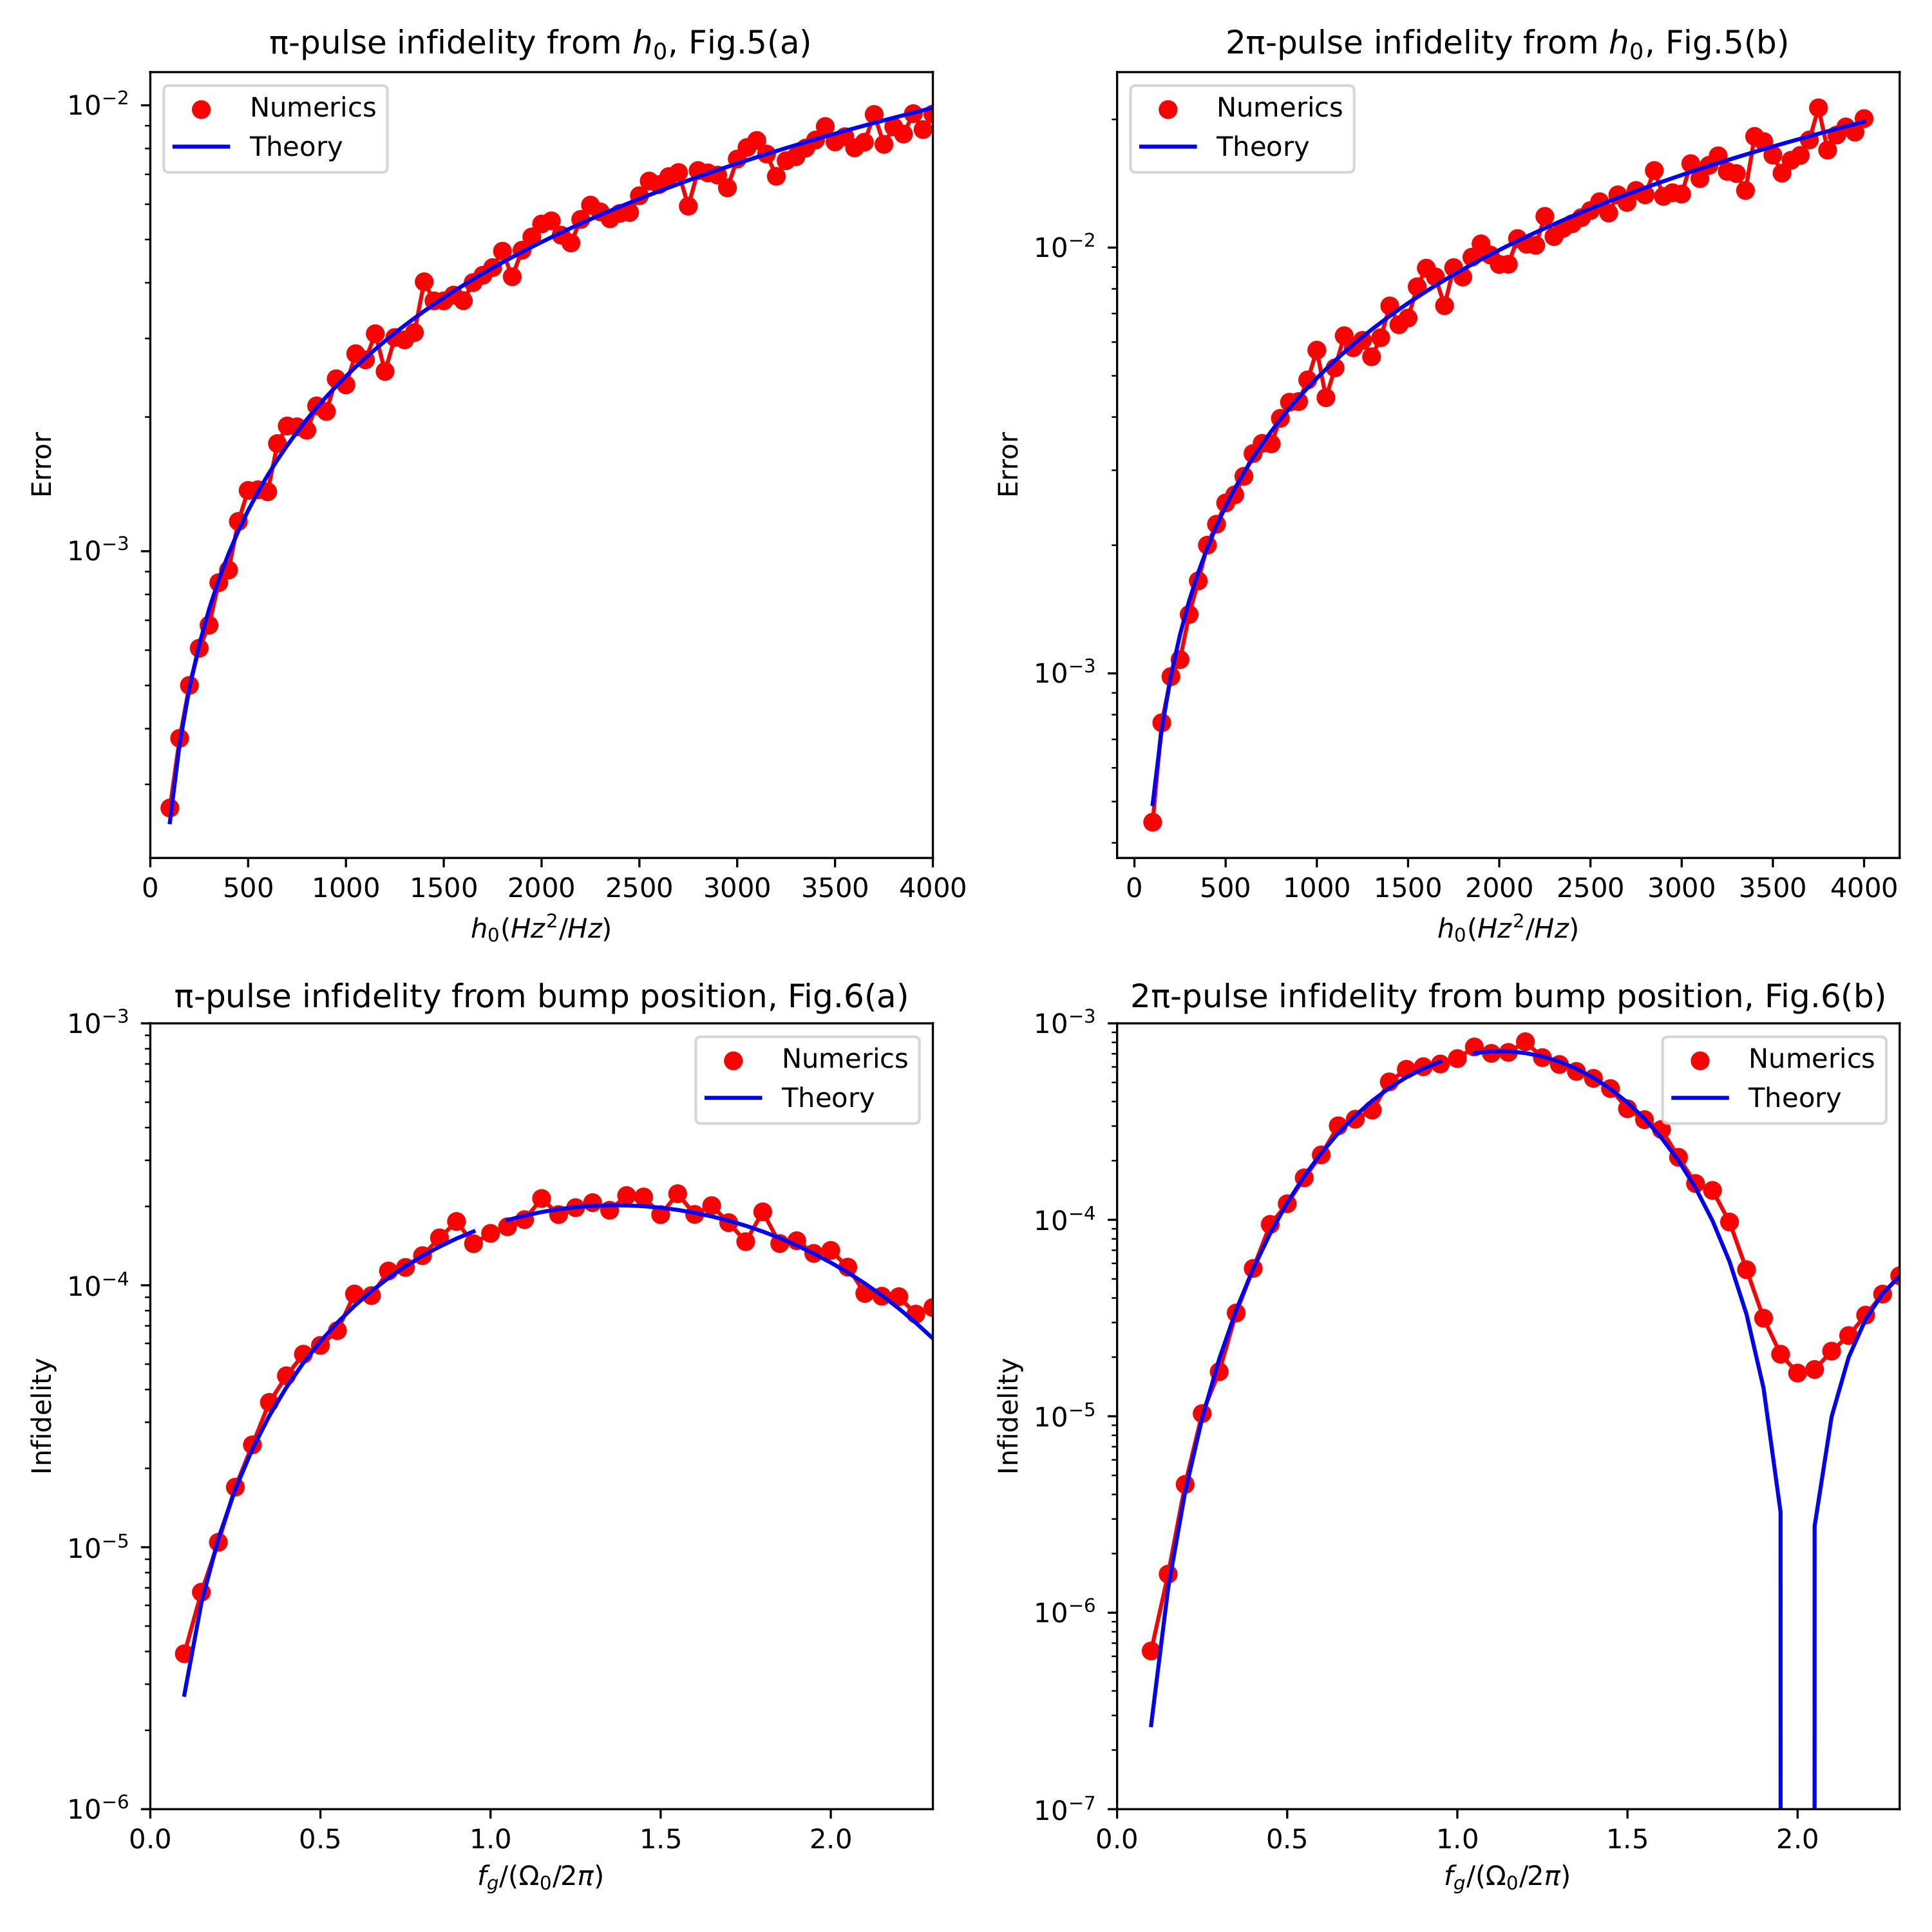 π-pulse infidelity from h₀, Fig.5(a)
Numerics
Theory
10⁻²
10⁻³
Error
0 500 1000 1500 2000 2500 3000 3500 4000
h₀(Hz²/Hz)
2π-pulse infidelity from h₀, Fig.5(b)
Numerics
Theory
10⁻²
10⁻³
Error
0 500 1000 1500 2000 2500 3000 3500 4000
h₀(Hz²/Hz)
π-pulse infidelity from bump position, Fig.6(a)
Numerics
Theory
10⁻³
10⁻⁴
10⁻⁵
10⁻⁶
Infidelity
0.0 0.5 1.0 1.5 2.0
f_g/(Ω₀/2π)
2π-pulse infidelity from bump position, Fig.6(b)
Numerics
Theory
10⁻³
10⁻⁴
10⁻⁵
10⁻⁶
10⁻⁷
Infidelity
0.0 0.5 1.0 1.5 2.0
f_g/(Ω₀/2π)